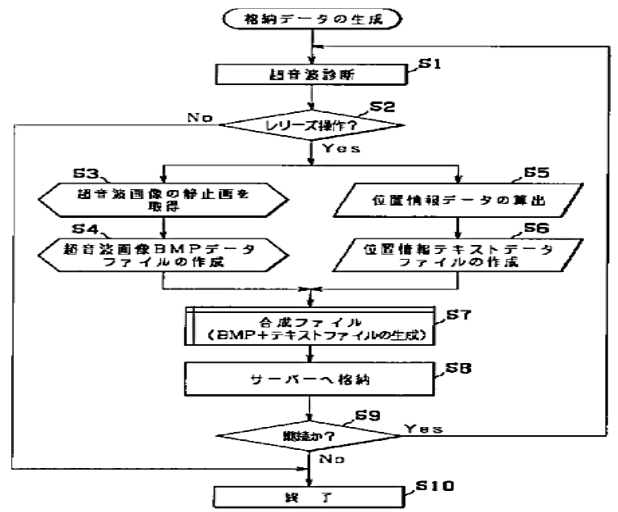 格納データの生成
S1
超音波診断
S2
レリーズ操作?
No
Yes
S3
超音波画像の静止画を
取得
S5
位置情報データの算出
S4
超音波画像BMPデータ
ファイルの作成
S6
位置情報テキストデータ
ファイルの作成
S7
合成ファイル
(BMP+テキストファイルの生成)
S8
サーバーへ格納
S9
継続か?
Yes
No
S10
終了